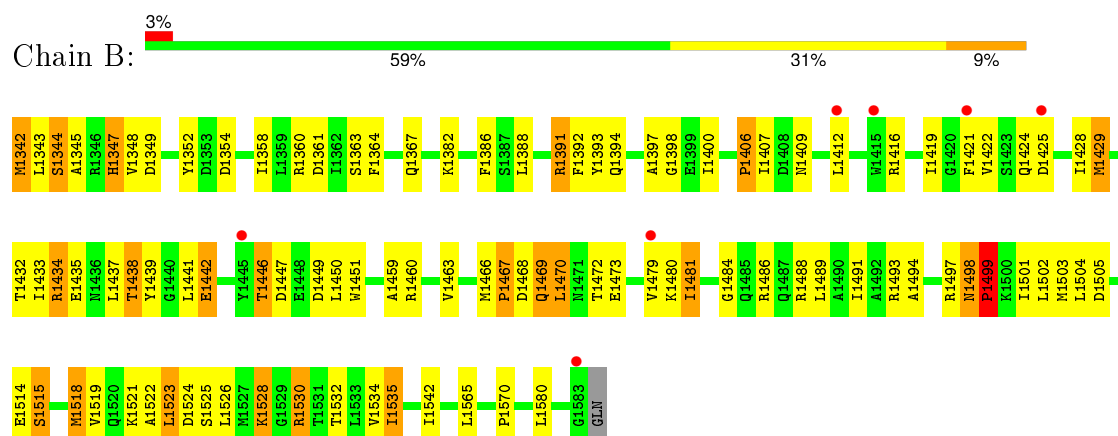 3%
Chain B:
59% 31% 9%
M1342 L1343 S1344 A1345 R1346 H1347 V1348 D1349 Y1352 D1353 D1354 I1358 L1359 R1360 D1361 I1362 S1363 F1364 Q1367 K1382 F1386 S1387 L1388 R1391 F1392 Y1393 Q1394 A1397 G1398 E1399 I1400 P1406 I1407 D1408 N1409 L1412 W1415 R1416 I1419 G1420 F1421 V1422 S1423 Q1424 D1425 I1428 M1429
T1432 I1433 R1434 E1435 N1436 L1437 T1438 Y1439 G1440 L1441 E1442 Y1445 T1446 D1447 E1448 D1449 L1450 W1451 A1459 R1460 V1463 M1466 P1467 D1468 Q1469 L1470 N1471 T1472 E1473 V1479 K1480 I1481 G1484 Q1485 R1486 Q1487 R1488 L1489 A1490 I1491 A1492 R1493 A1494 R1497 N1498 P1499 K1500 I1501 L1502 M1503 L1504 D1505
E1514 S1515 M1518 V1519 Q1520 K1521 A1522 L1523 D1524 S1525 L1526 M1527 K1528 G1529 R1530 T1531 T1532 L1533 V1534 I1535 I1542 L1565 P1570 L1580 G1583 GLN